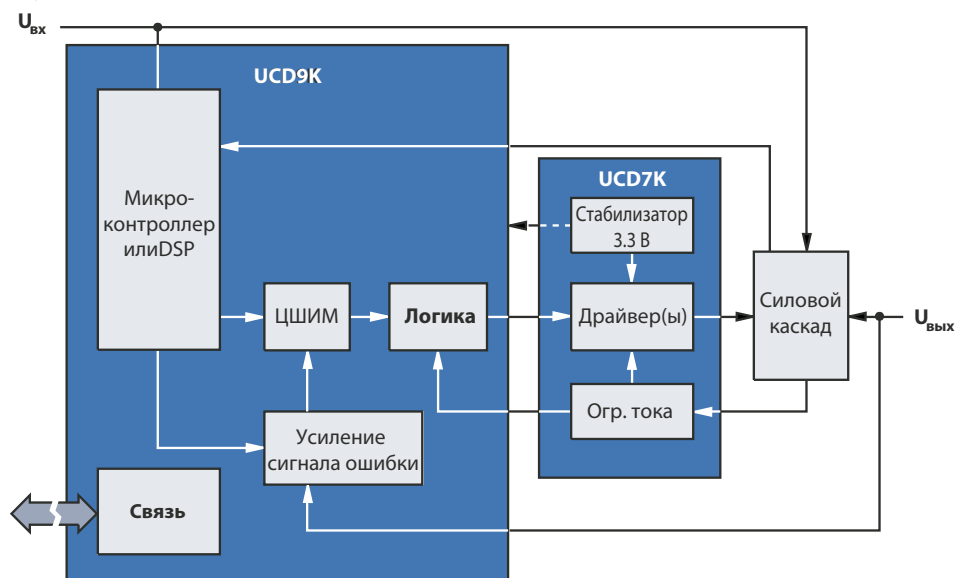 Uвх
UCD9K
Микро-
контроллер
илиDSP
UCD7K
Стабилизатор
3.3 В
ЦШИМ
Логика
Драйвер(ы)
Силовой
каскад
Uвых
Огр. тока
Усиление
сигнала ошибки
Связь